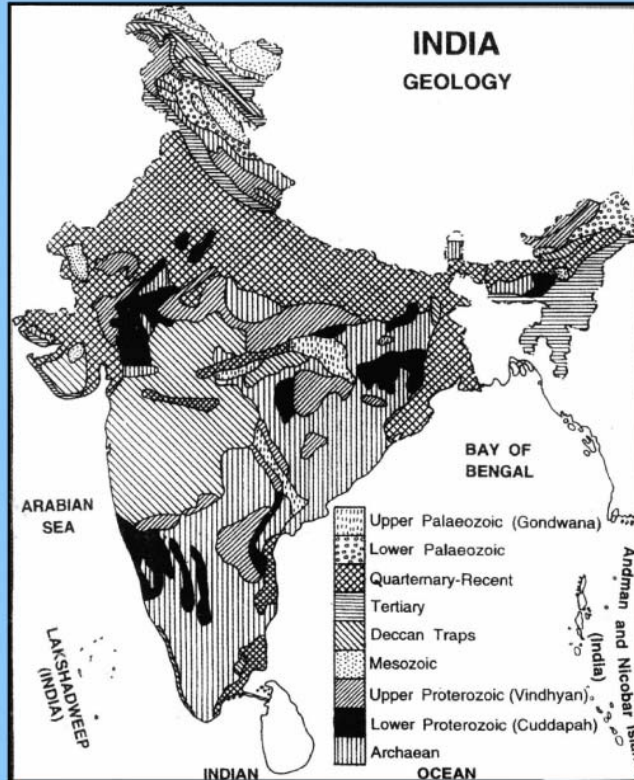 INDIA
GEOLOGY
BAY OF
BENGAL
ARABIAN
SEA
LAKSHADWEEP
(INDIA)
Upper Palaeozoic (Gondwana)
Lower Palaeozoic
Quarternary-Recent
Tertiary
Deccan Traps
Mesozoic
Upper Proterozoic (Vindhyan)
Lower Proterozoic (Cuddapah)
Archaean
Andman and Nicobar
(India)
INDIAN OCEAN